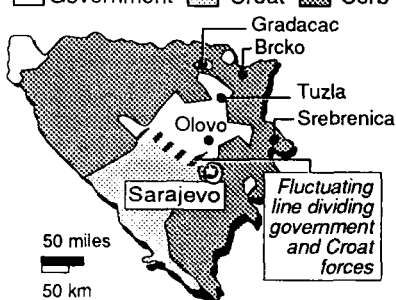 Government Croat Serb
Gradacac
Brcko
Tuzla
Srebrenica
Olovo
Sarajevo
Fluctuating
line dividing
government
and Croat
forces
50 miles
50 km